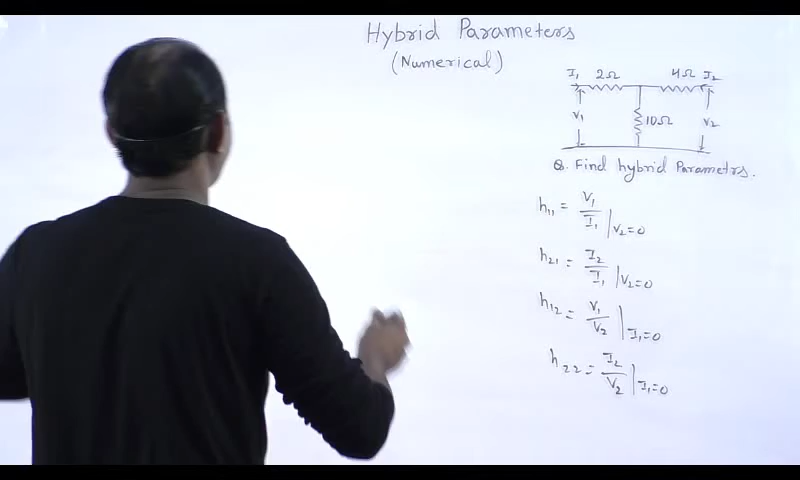 Hybrid Parameters
(Numerical)
I₁ 2Ω 4Ω I₂
V₁ 10Ω V₂
Q. Find hybrid Parametrs.
h₁₁ = V₁/I₁ |V₂=0
h₂₁ = I₂/I₁ |V₂=0
h₁₂ = V₁/V₂ |I₁=0
h₂₂ = I₂/V₂ |I₁=0